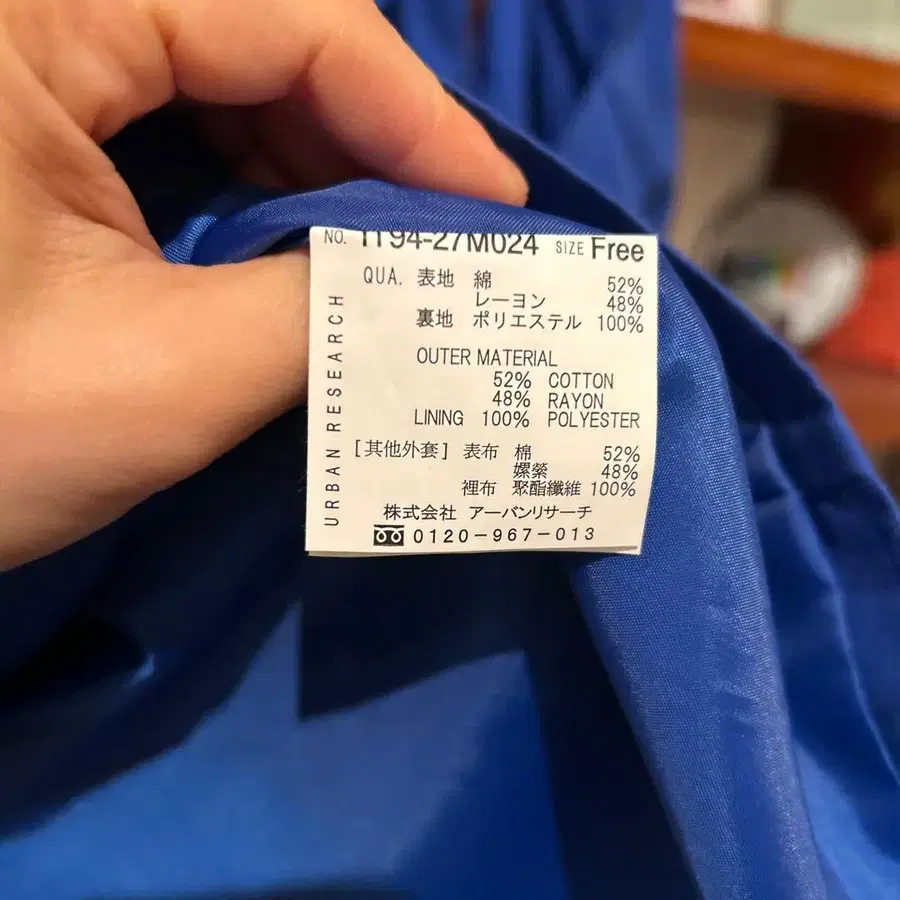 NO. IT94-27M024 SIZE Free
QUA. 表地 綿 52%
レーヨン 48%
裏地 ポリエステル 100%
OUTER MATERIAL
52% COTTON
48% RAYON
LINING 100% POLYESTER
[其他外套] 表布 棉 52%
嫘縈 48%
裡布 聚酯纖維 100%
株式会社 アーバンリサーチ
0120-967-013
URBAN RESEARCH